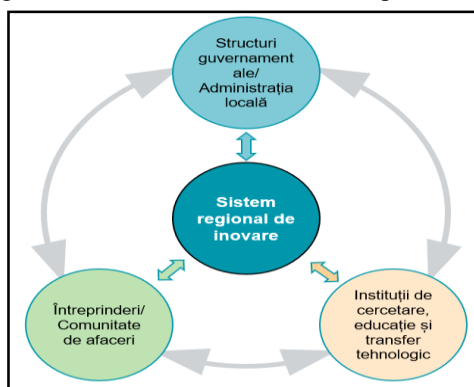 Structuri
guvernament
ale/
Administrația
locală
Sistem
regional de
inovare
Întreprinderi/
Comunitate
de afaceri
Instituții de
cercetare,
educație și
transfer
tehnologic